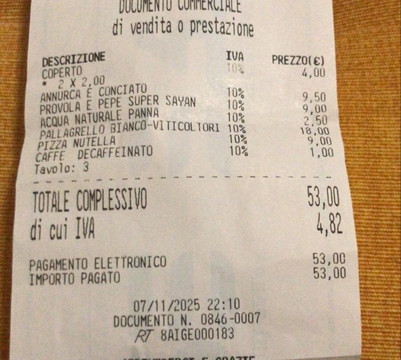 DOCUMENTO COMMERCIALE
di vendita o prestazione
DESCRIZIONE IVA PREZZO(€)
COPERTO 10% 4,00
* 2 X 2,00
ANNURCA E CONCIATO 10% 9,50
PROVOLA E PEPE SUPER SAYAN 10% 9,00
ACQUA NATURALE PANNA 10% 2,50
PALLAGRELLO BIANCO-VITICOLTORI 10% 18,00
PIZZA NUTELLA 10% 9,00
CAFFE DECAFFEINATO 10% 1,00
Tavolo: 3
TOTALE COMPLESSIVO 53,00
di cui IVA 4,82
PAGAMENTO ELETTRONICO 53,00
IMPORTO PAGATO 53,00
07/11/2025 22:10
DOCUMENTO N. 0846-0007
RT 8AIGE000183